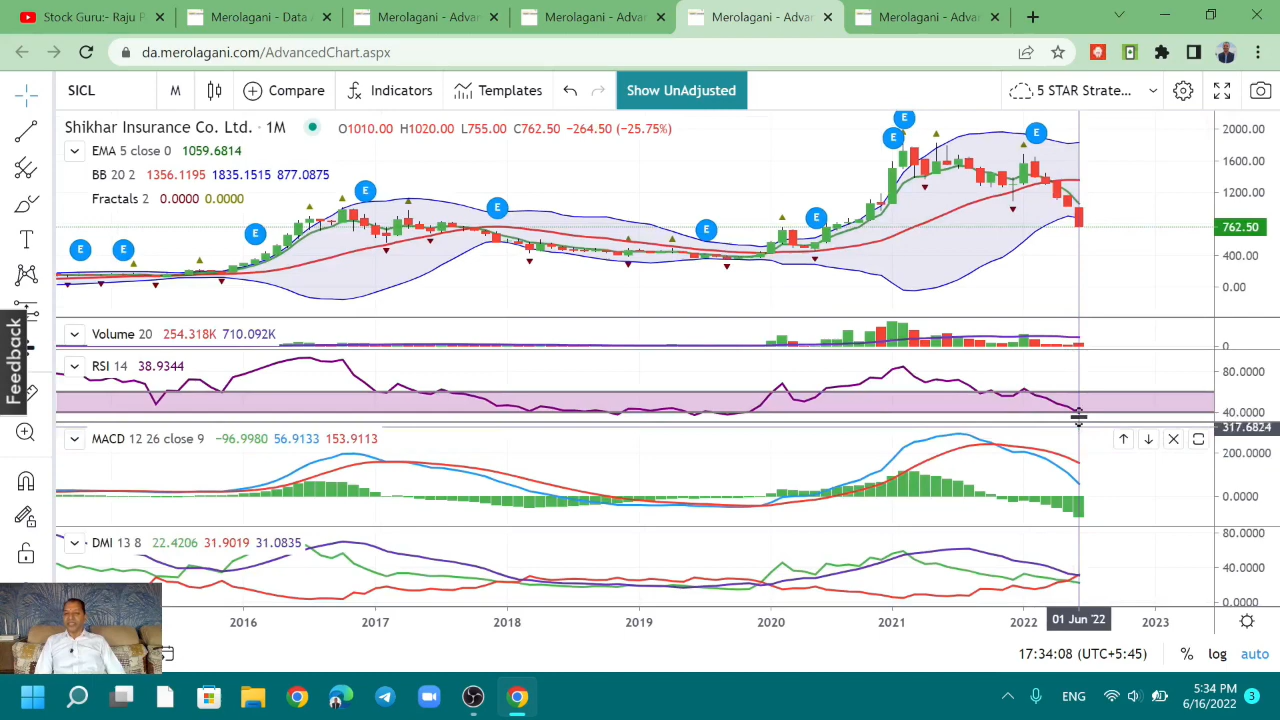 Stock Guru:- Raju P
Merolagani - Data A
Merolagani - Adva
Merolagani - Adva
Merolagani - Adva
Merolagani - Adva
da.merolagani.com/AdvancedChart.aspx
SICL M Compare Indicators Templates Show UnAdjusted 5 STAR Strate...
Shikhar Insurance Co. Ltd. · 1M O1010.00 H1020.00 L755.00 C762.50 −264.50 (−25.75%)
EMA 5 close 0 1059.6814
BB 20 2 1356.1195 1835.1515 877.0875
Fractals 2 0.0000 0.0000
E E E E E E E E E E
2000.00
1600.00
1200.00
762.50
400.00
0.00
Volume 20 254.318K 710.092K
0
RSI 14 38.9344
80.0000
40.0000
317.6824
MACD 12 26 close 9 −96.9980 56.9133 153.9113
200.0000
0.0000
DMI 13 8 22.4206 31.9019 31.0835
80.0000
40.0000
0.0000
Feedback
2016 2017 2018 2019 2020 2021 2022 01 Jun '22 2023
17:34:08 (UTC+5:45) % log auto
ENG
5:34 PM
6/16/2022
3